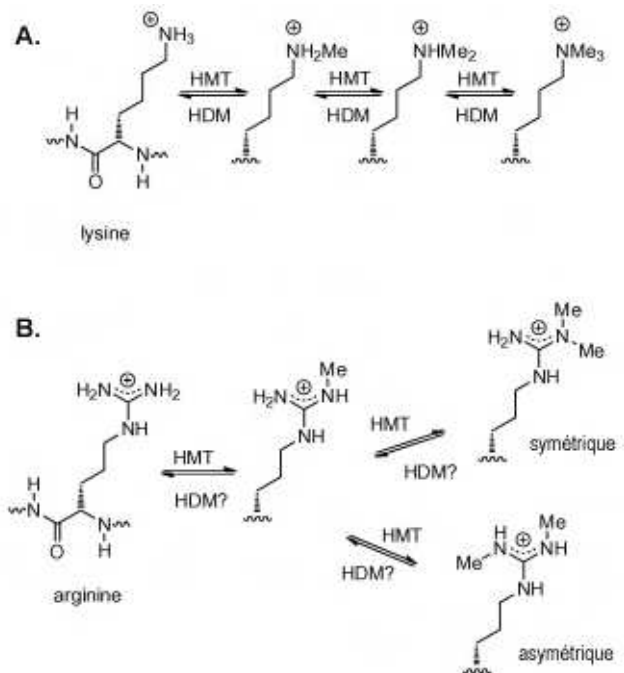 A.
⊕
NH3
⊕
NH2Me
⊕
NHMe2
⊕
NMe3
HMT
HDM
HMT
HDM
HMT
HDM
H
N
O
N
H
lysine
B.
⊕
H2N NH2
NH
HMT
HDM?
H
N
O
N
H
arginine
Me
⊕
H2N NH
NH
HMT
HDM?
Me
⊕
H2N N
Me
NH
symétrique
HMT
HDM?
H Me
N ⊕ N
Me H
NH
asymétrique